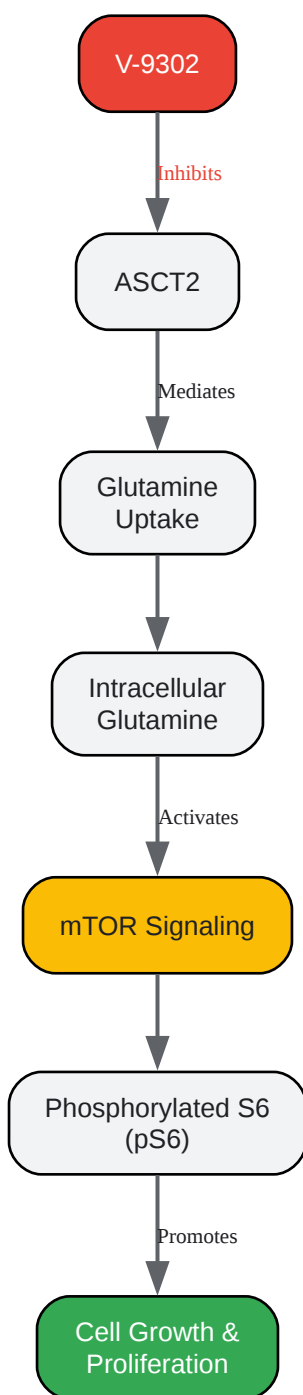 V-9302
Inhibits
ASCT2
Mediates
Glutamine
Uptake
Intracellular
Glutamine
Activates
mTOR Signaling
Phosphorylated S6
(pS6)
Promotes
Cell Growth &
Proliferation